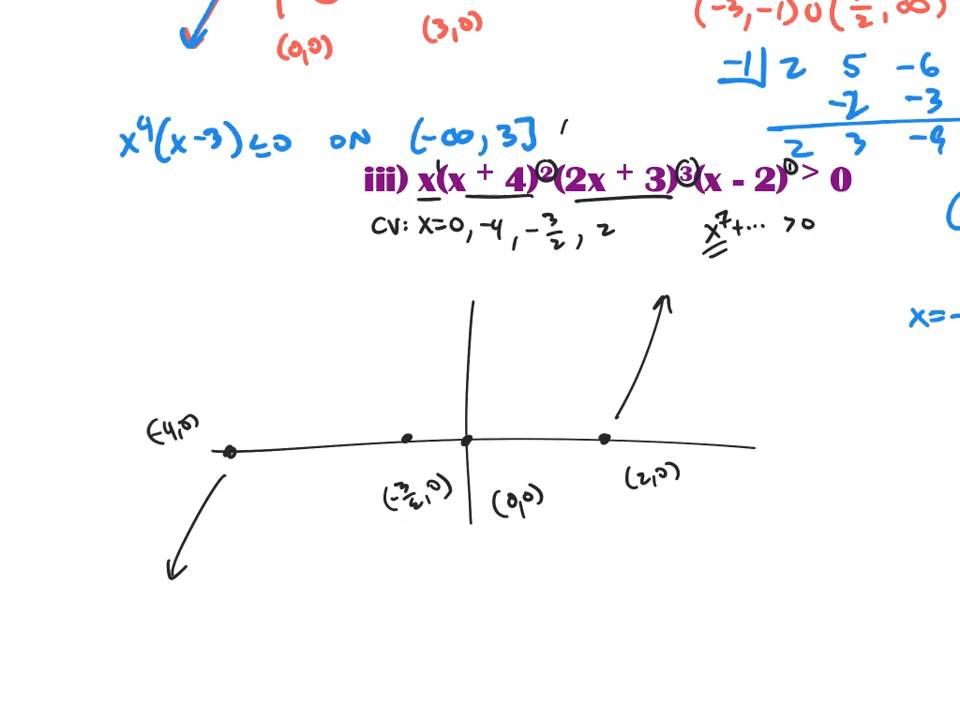 (0,0)
(3,0)
(-3,-1)∪(½,∞)
-1| 2 5 -6
-2 -3
2 3 -9
x⁴(x-3)≤0 ON (-∞,3]
iii) x¹(x + 4)²(2x + 3)³(x - 2)¹ > 0
CV: x=0, -4, -3/2, 2
x⁷+... >0
x=-
(-4,0)
(-3/2,0)
(0,0)
(2,0)